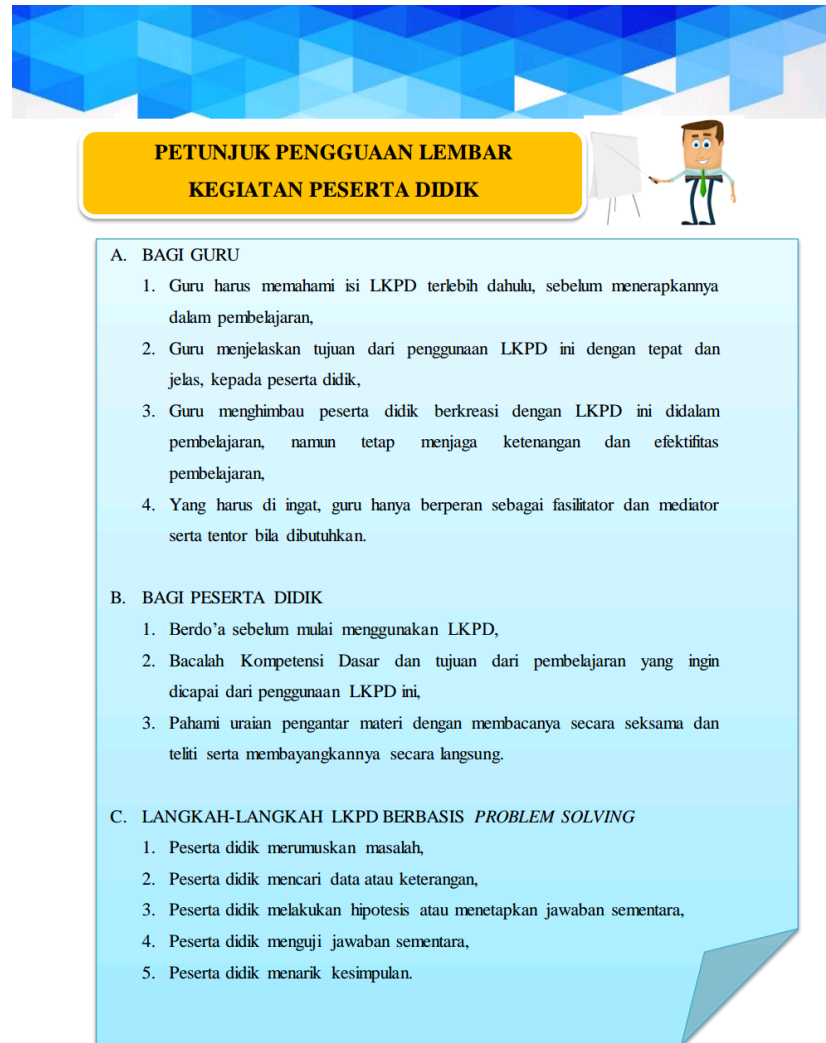 PETUNJUK PENGGUAAN LEMBAR
KEGIATAN PESERTA DIDIK
A. BAGI GURU
1. Guru harus memahami isi LKPD terlebih dahulu, sebelum menerapkannya
dalam pembelajaran,
2. Guru menjelaskan tujuan dari penggunaan LKPD ini dengan tepat dan
jelas, kepada peserta didik,
3. Guru menghimbau peserta didik berkreasi dengan LKPD ini didalam
pembelajaran, namun tetap menjaga ketenangan dan efektifitas
pembelajaran,
4. Yang harus di ingat, guru hanya berperan sebagai fasilitator dan mediator
serta tentor bila dibutuhkan.
B. BAGI PESERTA DIDIK
1. Berdo’a sebelum mulai menggunakan LKPD,
2. Bacalah Kompetensi Dasar dan tujuan dari pembelajaran yang ingin
dicapai dari penggunaan LKPD ini,
3. Pahami uraian pengantar materi dengan membacanya secara seksama dan
teliti serta membayangkannya secara langsung.
C. LANGKAH-LANGKAH LKPD BERBASIS PROBLEM SOLVING
1. Peserta didik merumuskan masalah,
2. Peserta didik mencari data atau keterangan,
3. Peserta didik melakukan hipotesis atau menetapkan jawaban sementara,
4. Peserta didik menguji jawaban sementara,
5. Peserta didik menarik kesimpulan.